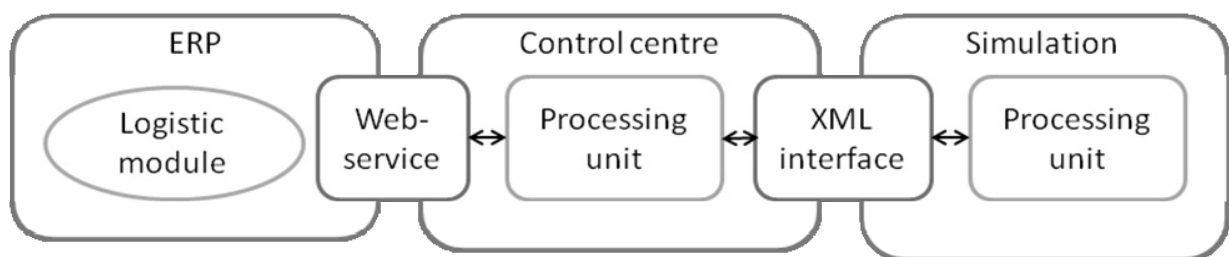 ERP
Control centre
Simulation
Logistic
module
Web-
service
Processing
unit
XML
interface
Processing
unit